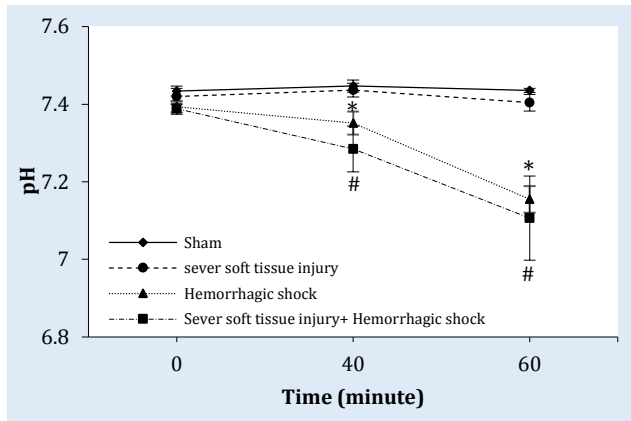 7.6
7.4
7.2
7
6.8
pH
*
#
*
#
Sham
sever soft tissue injury
Hemorrhagic shock
Sever soft tissue injury+ Hemorrhagic shock
0 40 60
Time (minute)